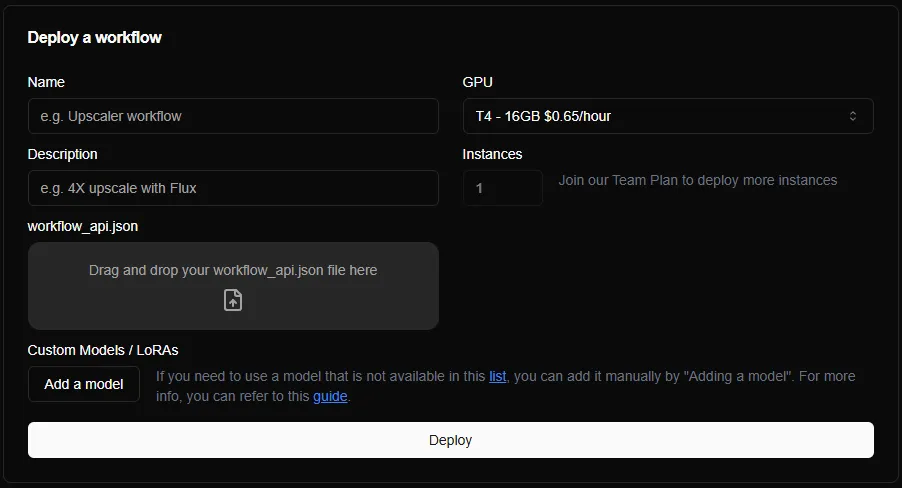 Deploy a workflow
Name
e.g. Upscaler workflow
GPU
T4 - 16GB $0.65/hour
Description
e.g. 4X upscale with Flux
Instances
1
Join our Team Plan to deploy more instances
workflow_api.json
Drag and drop your workflow_api.json file here
Custom Models / LoRAs
Add a model
If you need to use a model that is not available in this list, you can add it manually by "Adding a model". For more
info, you can refer to this guide.
Deploy